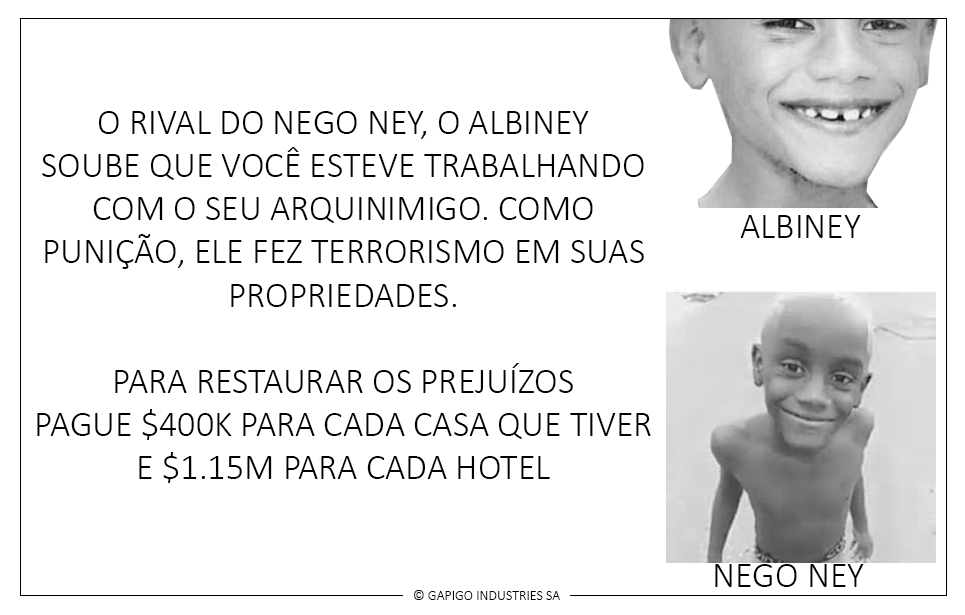 O RIVAL DO NEGO NEY, O ALBINEY
SOUBE QUE VOCÊ ESTEVE TRABALHANDO
COM O SEU ARQUINIMIGO. COMO
PUNIÇÃO, ELE FEZ TERRORISMO EM SUAS
PROPRIEDADES.
PARA RESTAURAR OS PREJUÍZOS
PAGUE $400K PARA CADA CASA QUE TIVER
E $1.15M PARA CADA HOTEL
ALBINEY
NEGO NEY
© GAPIGO INDUSTRIES SA